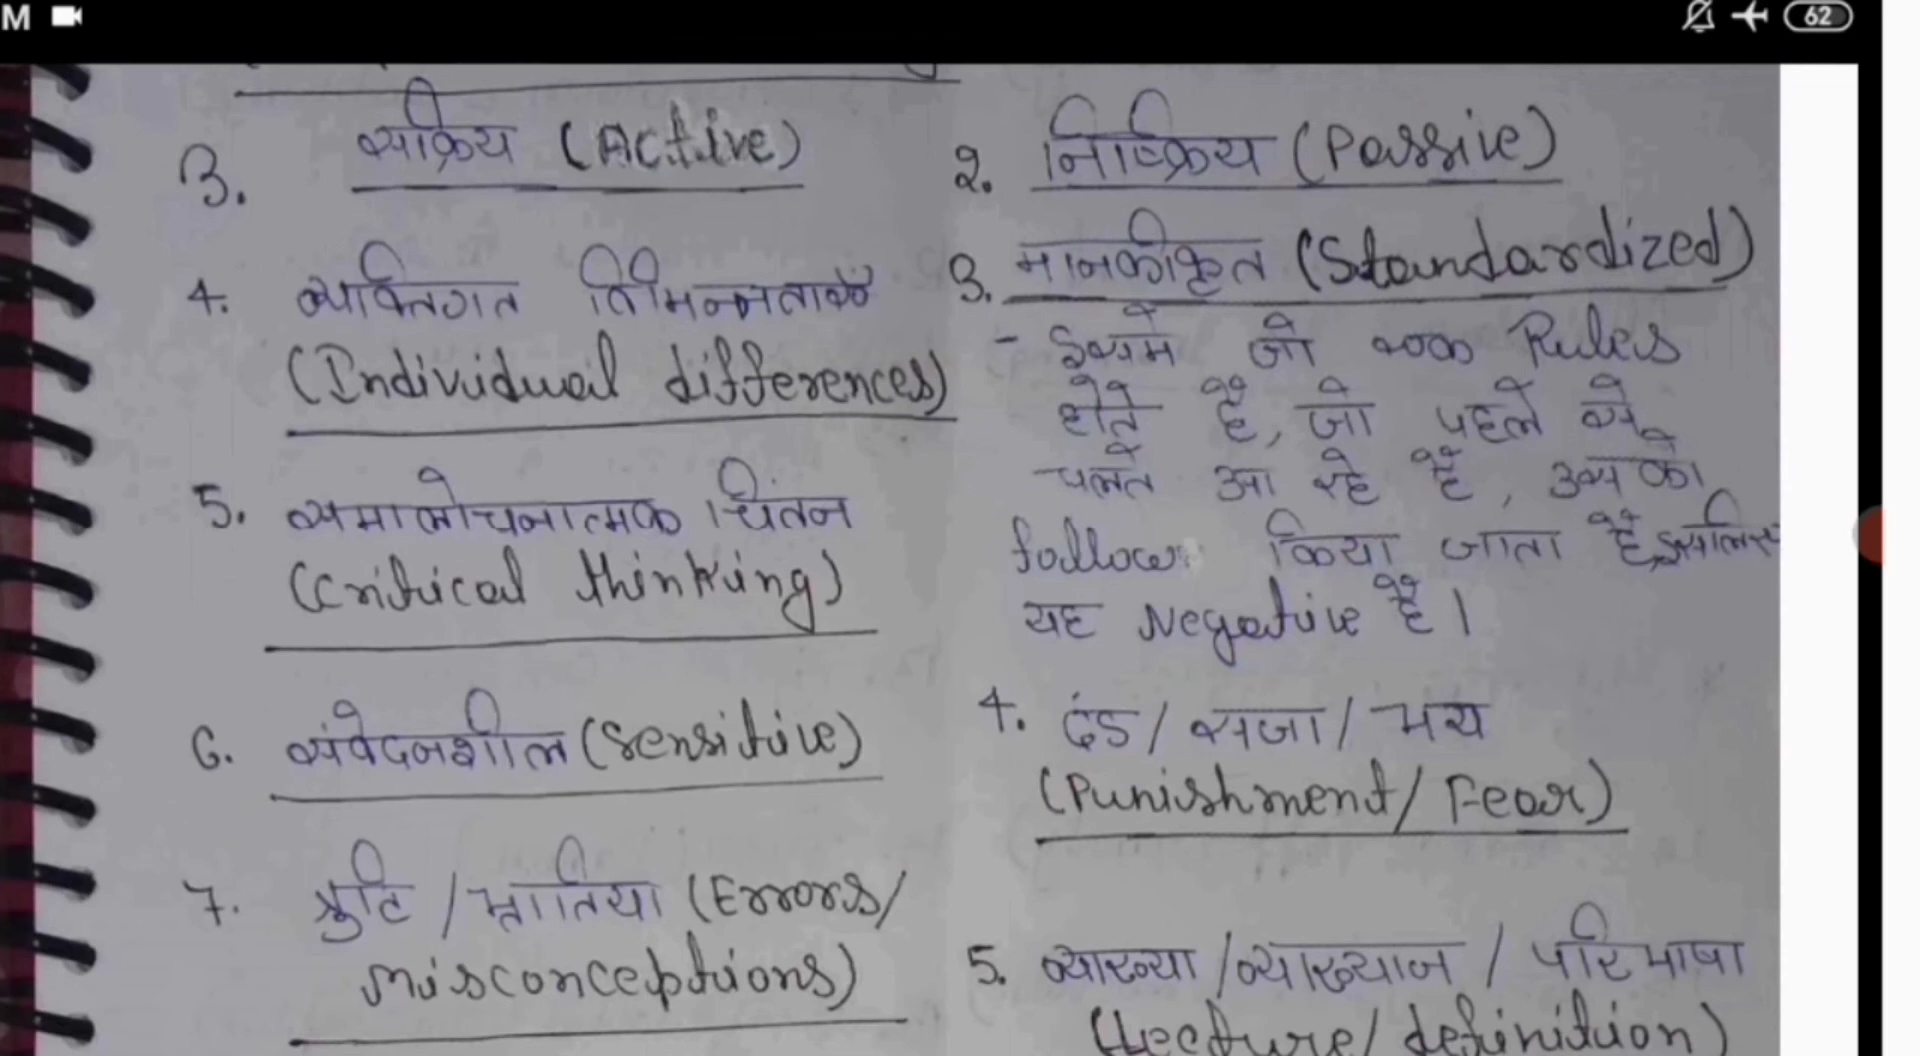 M
62
3. सक्रिय (Active)
4. व्यक्तिगत विभिन्नताएँ
(Individual differences)
5. समालोचनात्मक चिंतन
(Critical thinking)
6. संवेदनशील (Sensitive)
7. त्रुटि / भ्रांतिया (Errors/
misconceptions)
2. निष्क्रिय (Passive)
3. मानकीकृत (Standardized)
- इसमे जो एक Rules
होते है, जो पहले से
चलते आ रहे है, उसको
follow किया जाता है, इसलिए
यह Negative है।
4. दंड / सजा / भय
(Punishment / Fear)
5. व्याख्या / व्याख्यान / परिभाषा
(Lecture / definition)